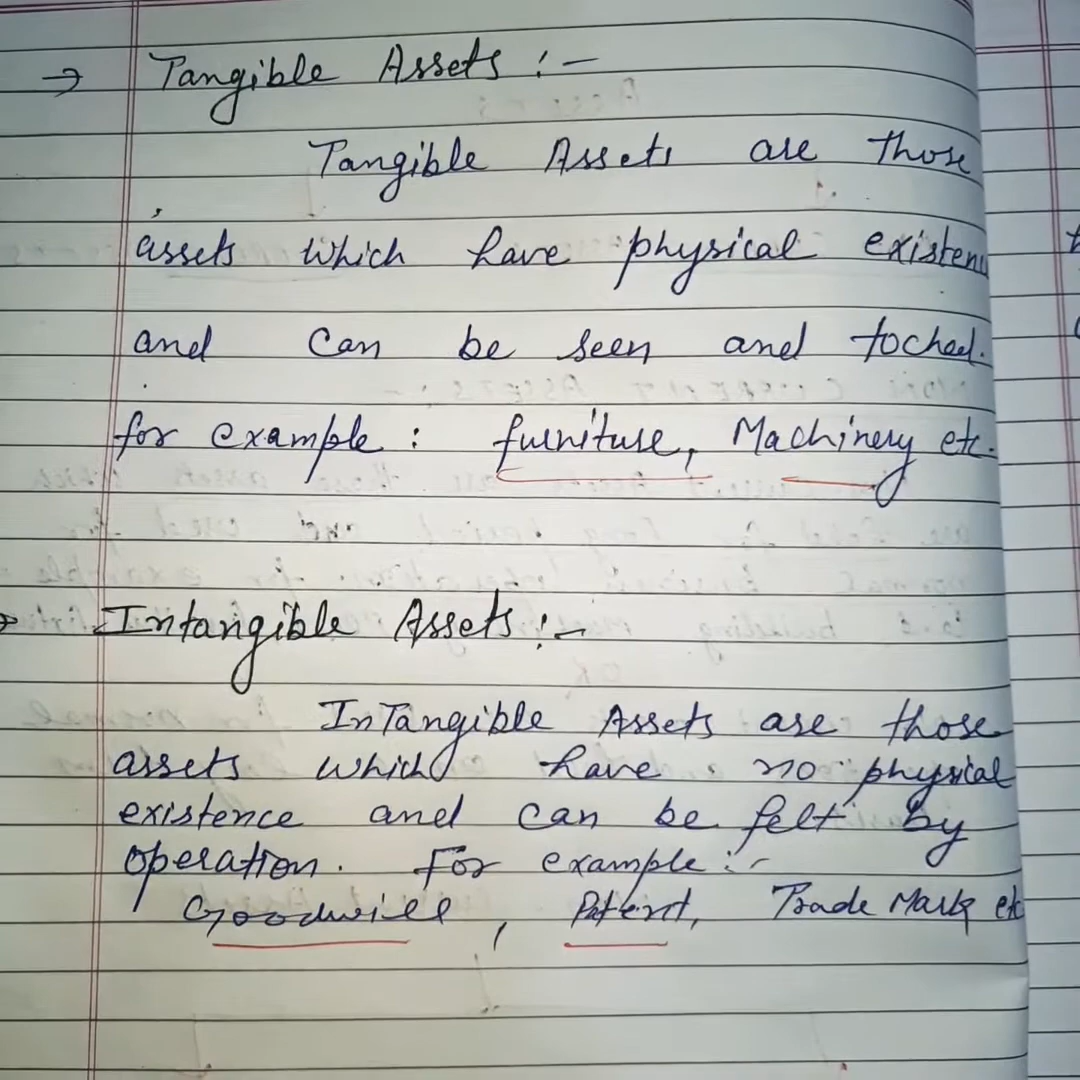 → Tangible Assets :-
Tangible Assets are those
assets which have physical existenc
and can be seen and toched.
for example : furniture, Machinery etc.
→ Intangible Assets :-
InTangible Assets are those
assets which have no physical
existence and can be felt by
operation. For example :-
Goodwill, Patent, Trade Mark etc